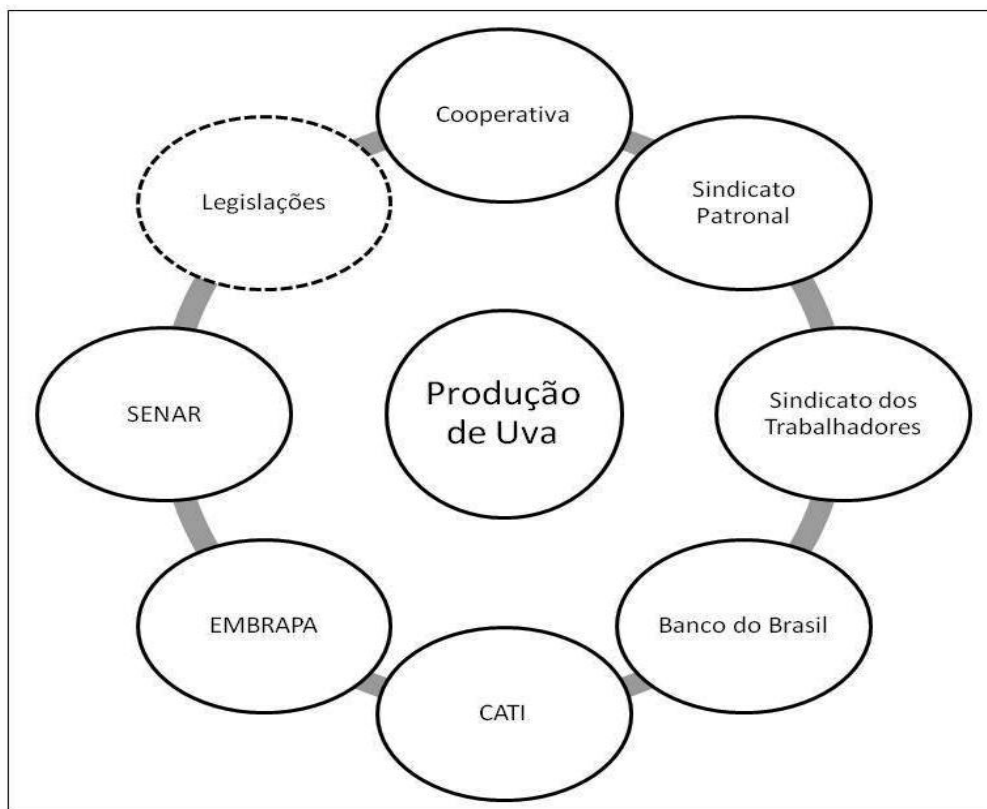 Cooperativa
Legislações
Sindicato
Patronal
SENAR
Produção
de Uva
Sindicato dos
Trabalhadores
EMBRAPA
Banco do Brasil
CATI